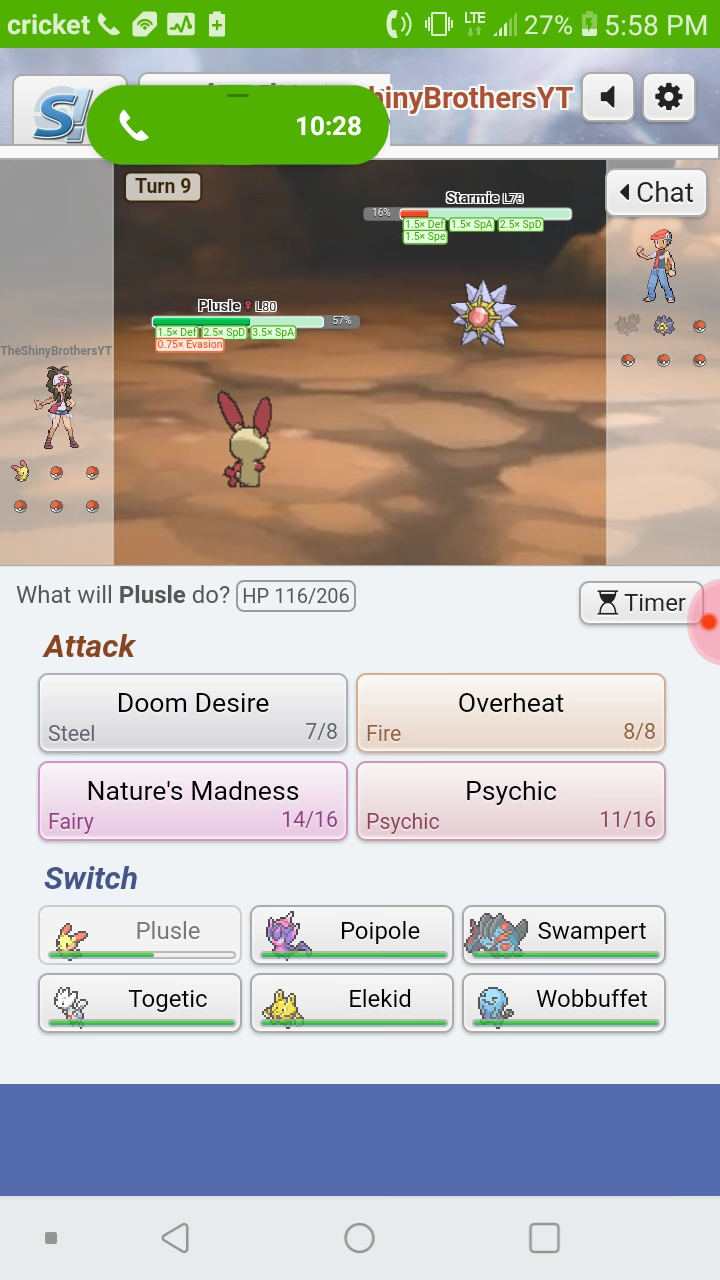 cricket LTE 27% 5:58 PM
S!
10:28
hinyBrothersYT
Turn 9
Chat
Starmie L73
16%
1.5× Def 1.5× SpA 2.5× SpD
1.5× Spe
Plusle ♀ L80
57%
1.5× Def 2.5× SpD 3.5× SpA
0.75× Evasion
TheShinyBrothersYT
What will Plusle do? HP 116/206
Timer
Attack
Doom Desire
Steel 7/8
Overheat
Fire 8/8
Nature's Madness
Fairy 14/16
Psychic
Psychic 11/16
Switch
Plusle
Poipole
Swampert
Togetic
Elekid
Wobbuffet